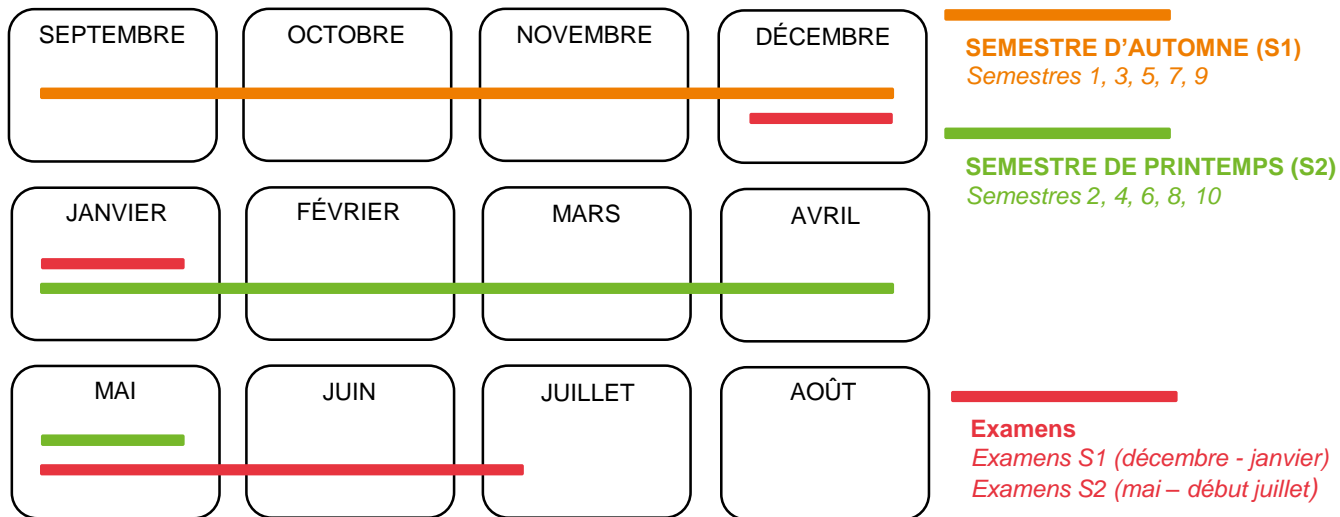 SEPTEMBRE
OCTOBRE
NOVEMBRE
DÉCEMBRE
SEMESTRE D’AUTOMNE (S1)
Semestres 1, 3, 5, 7, 9
SEMESTRE DE PRINTEMPS (S2)
Semestres 2, 4, 6, 8, 10
JANVIER
FÉVRIER
MARS
AVRIL
MAI
JUIN
JUILLET
AOÛT
Examens
Examens S1 (décembre - janvier)
Examens S2 (mai – début juillet)